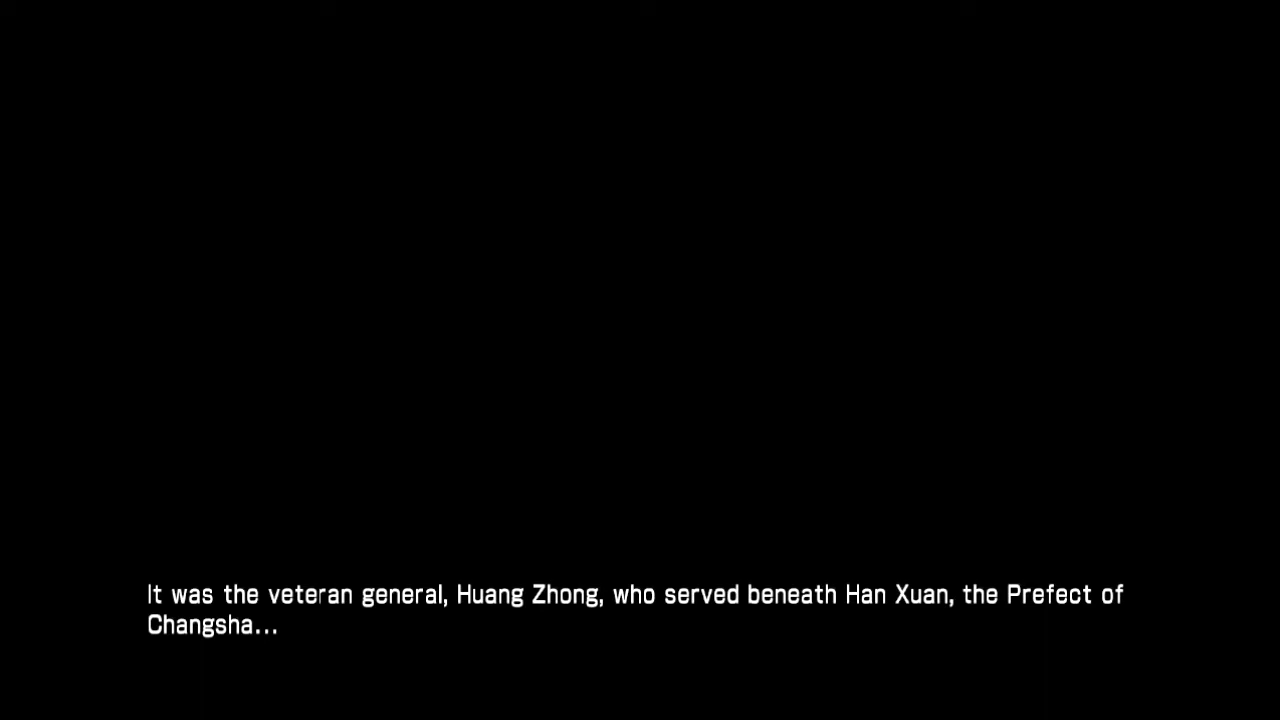 It was the veteran general, Huang Zhong, who served beneath Han Xuan, the Prefect of
Changsha...